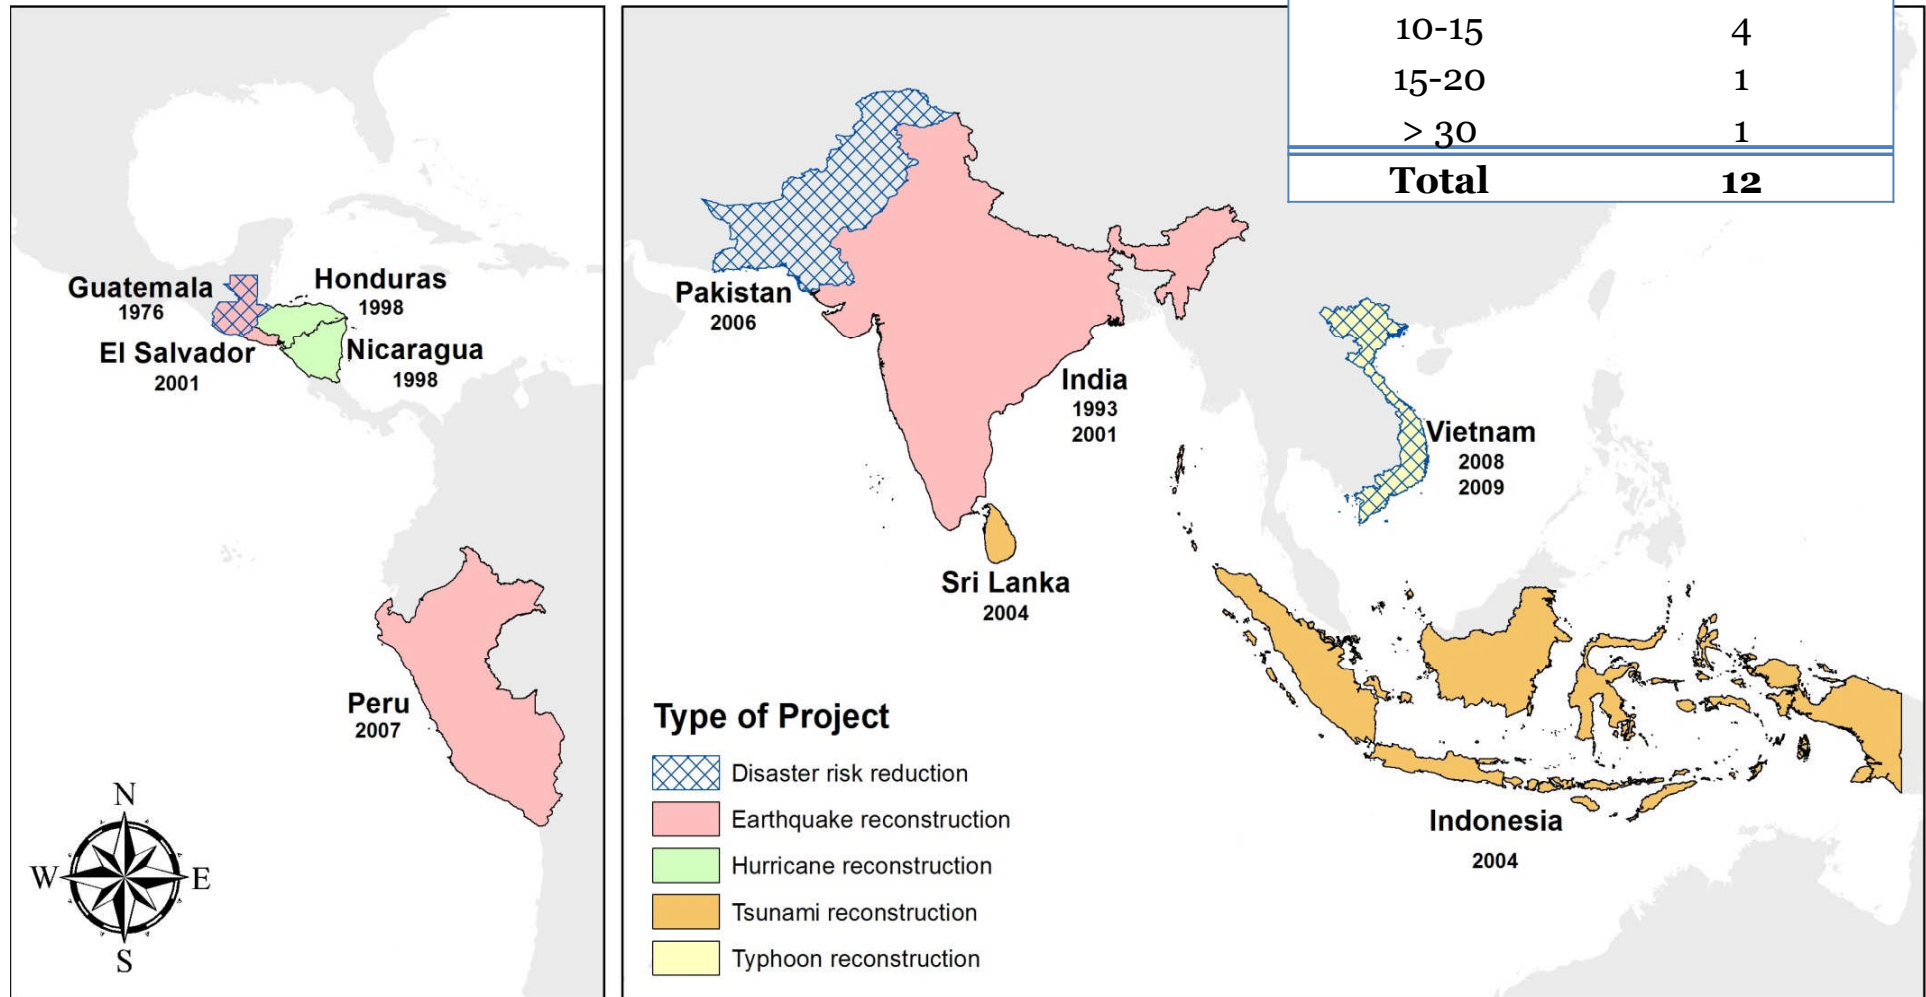 10-15 4
15-20 1
> 30 1
Total 12
Guatemala
1976
Honduras
1998
El Salvador
2001
Nicaragua
1998
Peru
2007
N
W E
S
Pakistan
2006
India
1993
2001
Vietnam
2008
2009
Sri Lanka
2004
Indonesia
2004
Type of Project
Disaster risk reduction
Earthquake reconstruction
Hurricane reconstruction
Tsunami reconstruction
Typhoon reconstruction